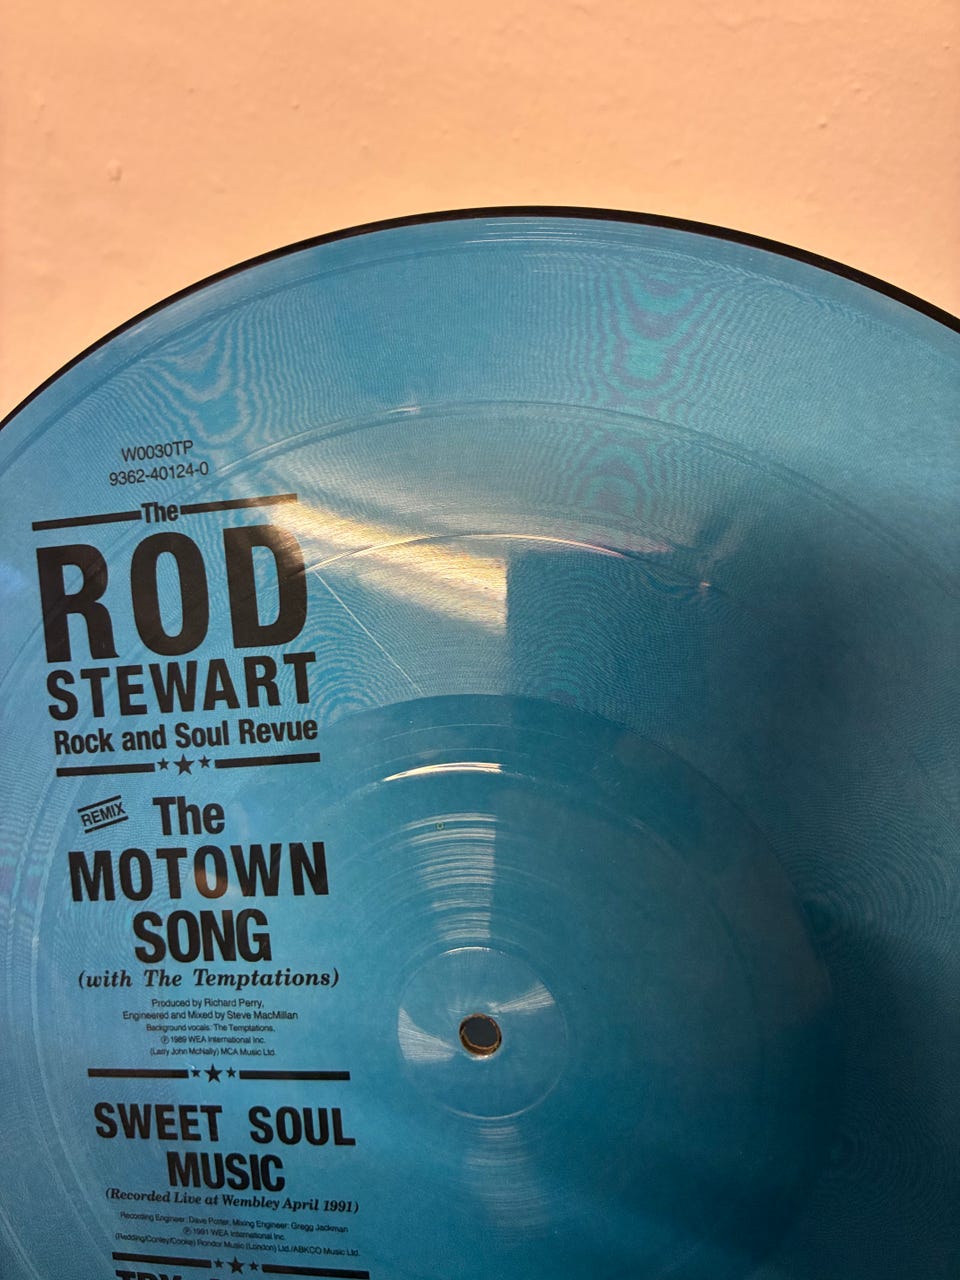 W0030TP
9362-40124-0
The
ROD
STEWART
Rock and Soul Revue
REMIX
The
MOTOWN
SONG
(with The Temptations)
Produced by Richard Perry,
Engineered and Mixed by Steve MacMillan
Background vocals: The Temptations,
℗ 1989 WEA International Inc.
(Larry John McNally) MCA Music Ltd.
SWEET SOUL
MUSIC
(Recorded Live at Wembley April 1991)
Recording Engineer: Dave Porter, Mixing Engineer: Gregg Jackman
℗ 1991 WEA International Inc.
(Redding/Conley/Cooke) Rondor Music (London) Ltd./ABKCO Music Ltd.